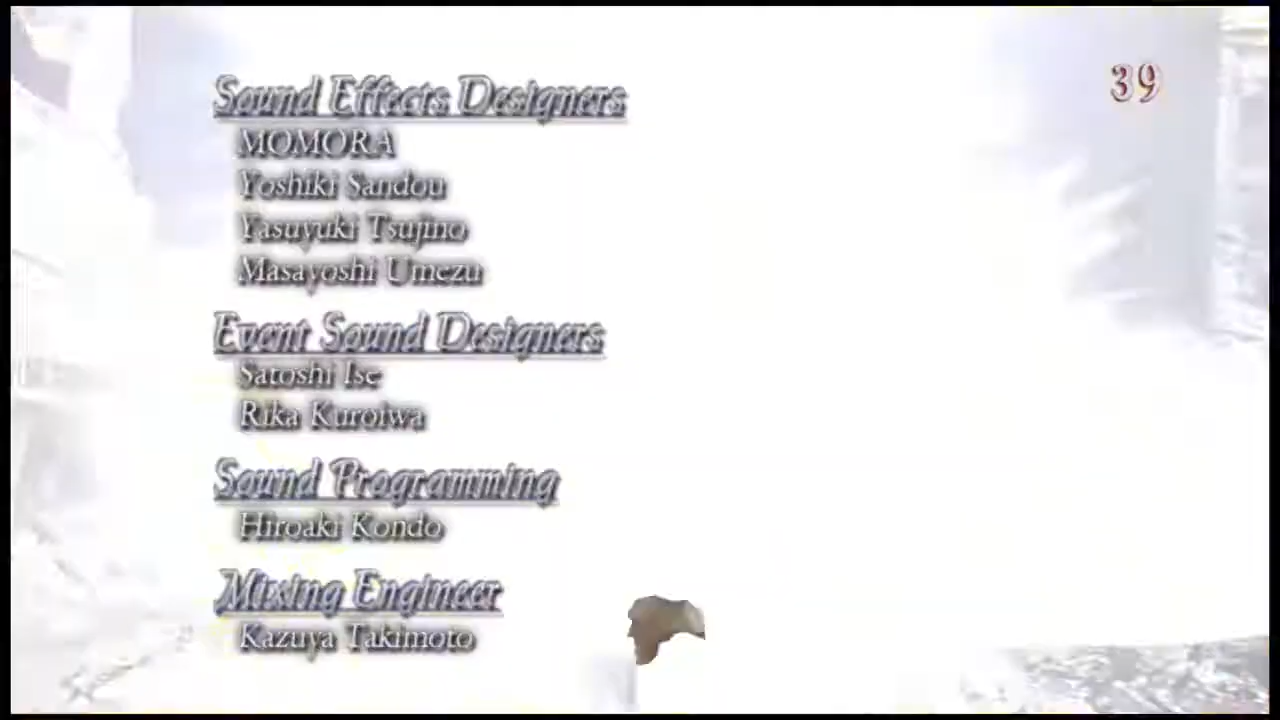 39
Sound Effects Designers
MOMORA
Yoshiki Sandou
Yasuyuki Tsujino
Masayoshi Umezu
Event Sound Designers
Satoshi Ise
Rika Kuroiwa
Sound Programming
Hiroaki Kondo
Mixing Engineer
Kazuya Takimoto